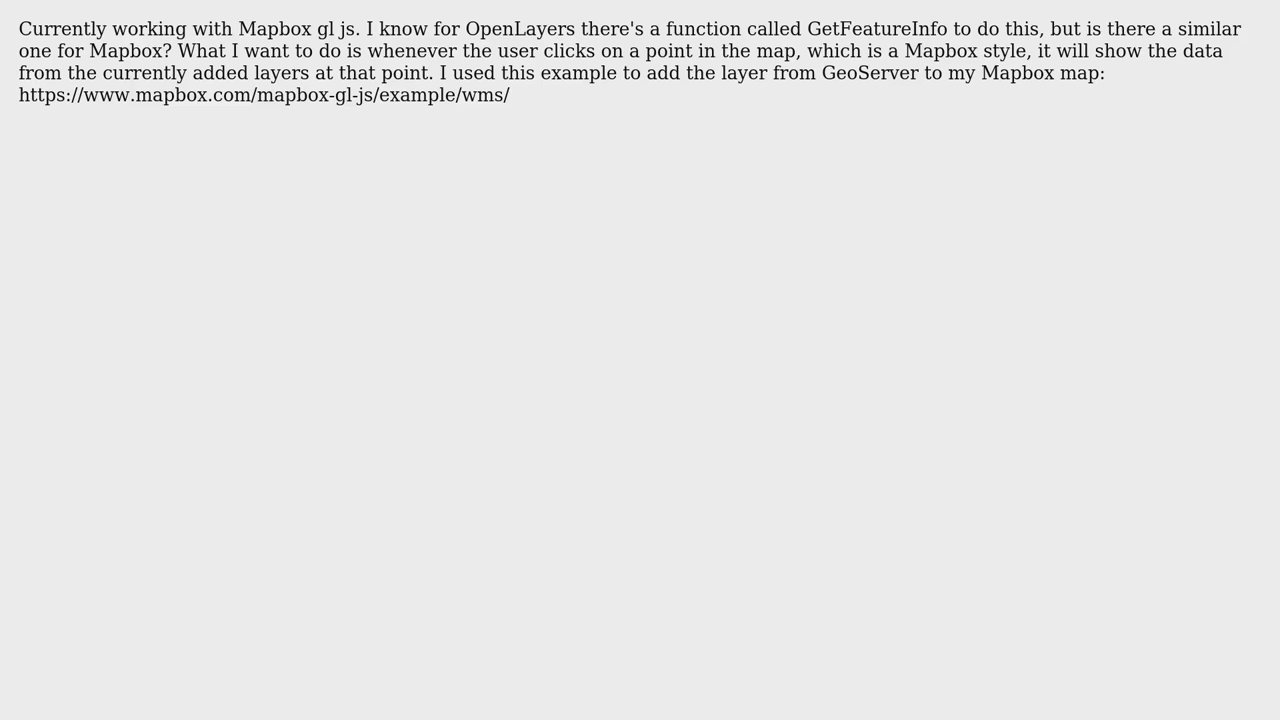 Currently working with Mapbox gl js. I know for OpenLayers there's a function called GetFeatureInfo to do this, but is there a similar
one for Mapbox? What I want to do is whenever the user clicks on a point in the map, which is a Mapbox style, it will show the data
from the currently added layers at that point. I used this example to add the layer from GeoServer to my Mapbox map:
https://www.mapbox.com/mapbox-gl-js/example/wms/